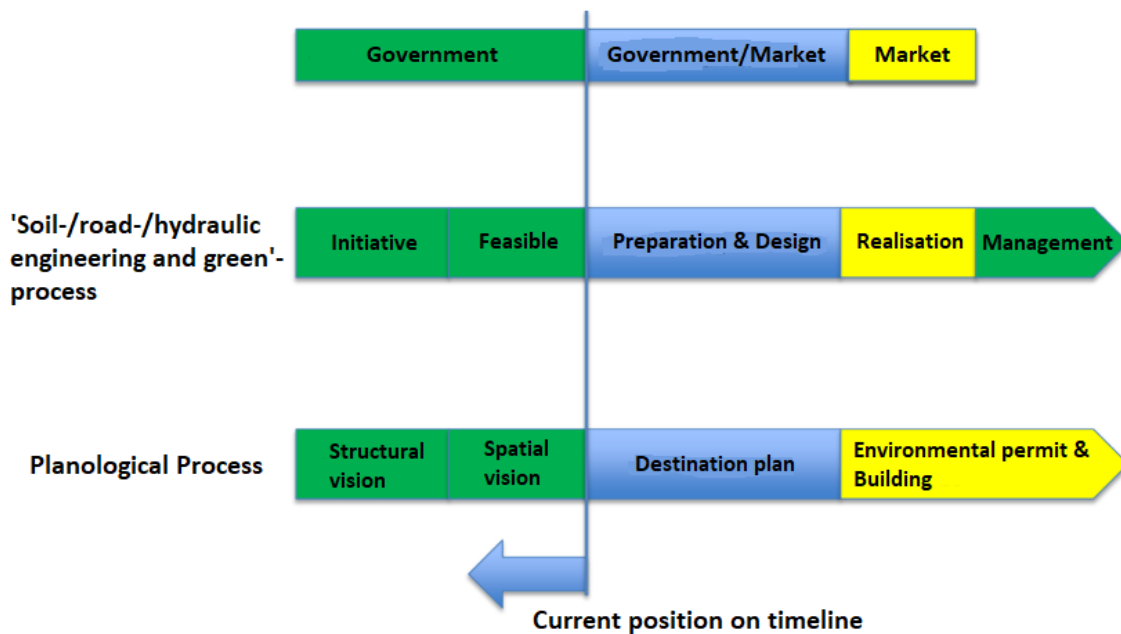 Government
Government/Market
Market
'Soil-/road-/hydraulic
engineering and green'-
process
Initiative
Feasible
Preparation & Design
Realisation
Management
Planological Process
Structural
vision
Spatial
vision
Destination plan
Environmental permit &
Building
Current position on timeline